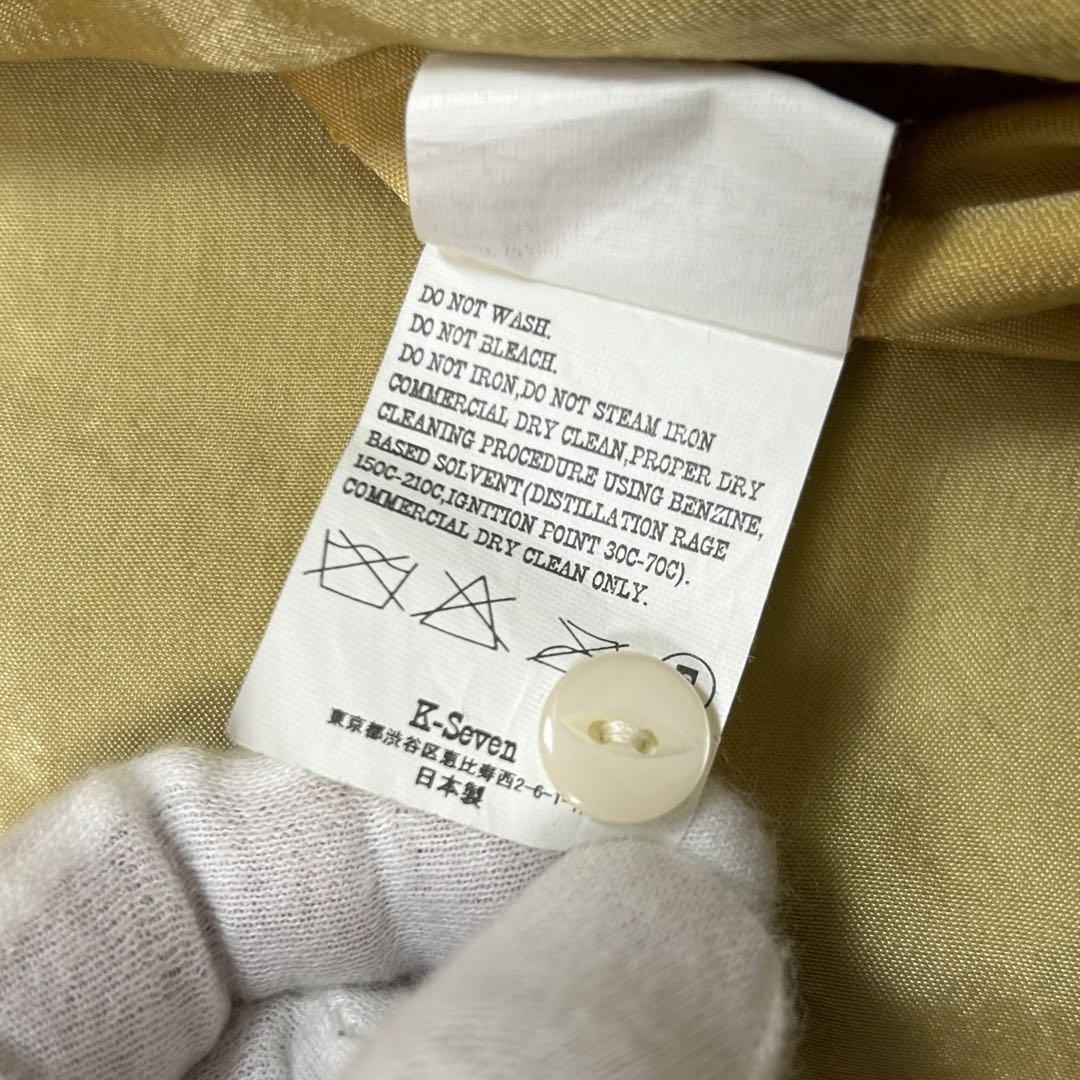 DO NOT WASH.
DO NOT BLEACH.
DO NOT IRON,DO NOT STEAM IRON
COMMERCIAL DRY CLEAN,PROPER DRY
CLEANING PROCEDURE USING BENZINE,
BASED SOLVENT(DISTILLATION RAGE
150C-210C,IGNITION POINT 30C-70C).
COMMERCIAL DRY CLEAN ONLY.
K-Seven
東京都渋谷区恵比寿西2-6-1-
日本製